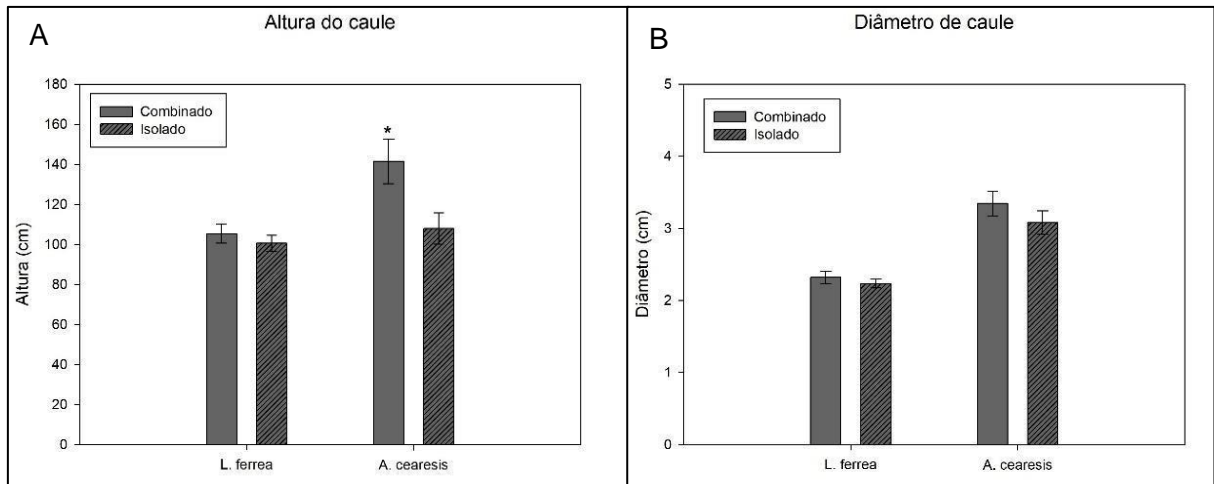 A
Altura do caule
180
160
140
120
100
80
60
40
20
0
Altura (cm)
Combinado
Isolado
*
L. ferrea
A. cearesis
B
Diâmetro de caule
5
4
3
2
1
0
Diâmetro (cm)
Combinado
Isolado
L. ferrea
A. cearesis